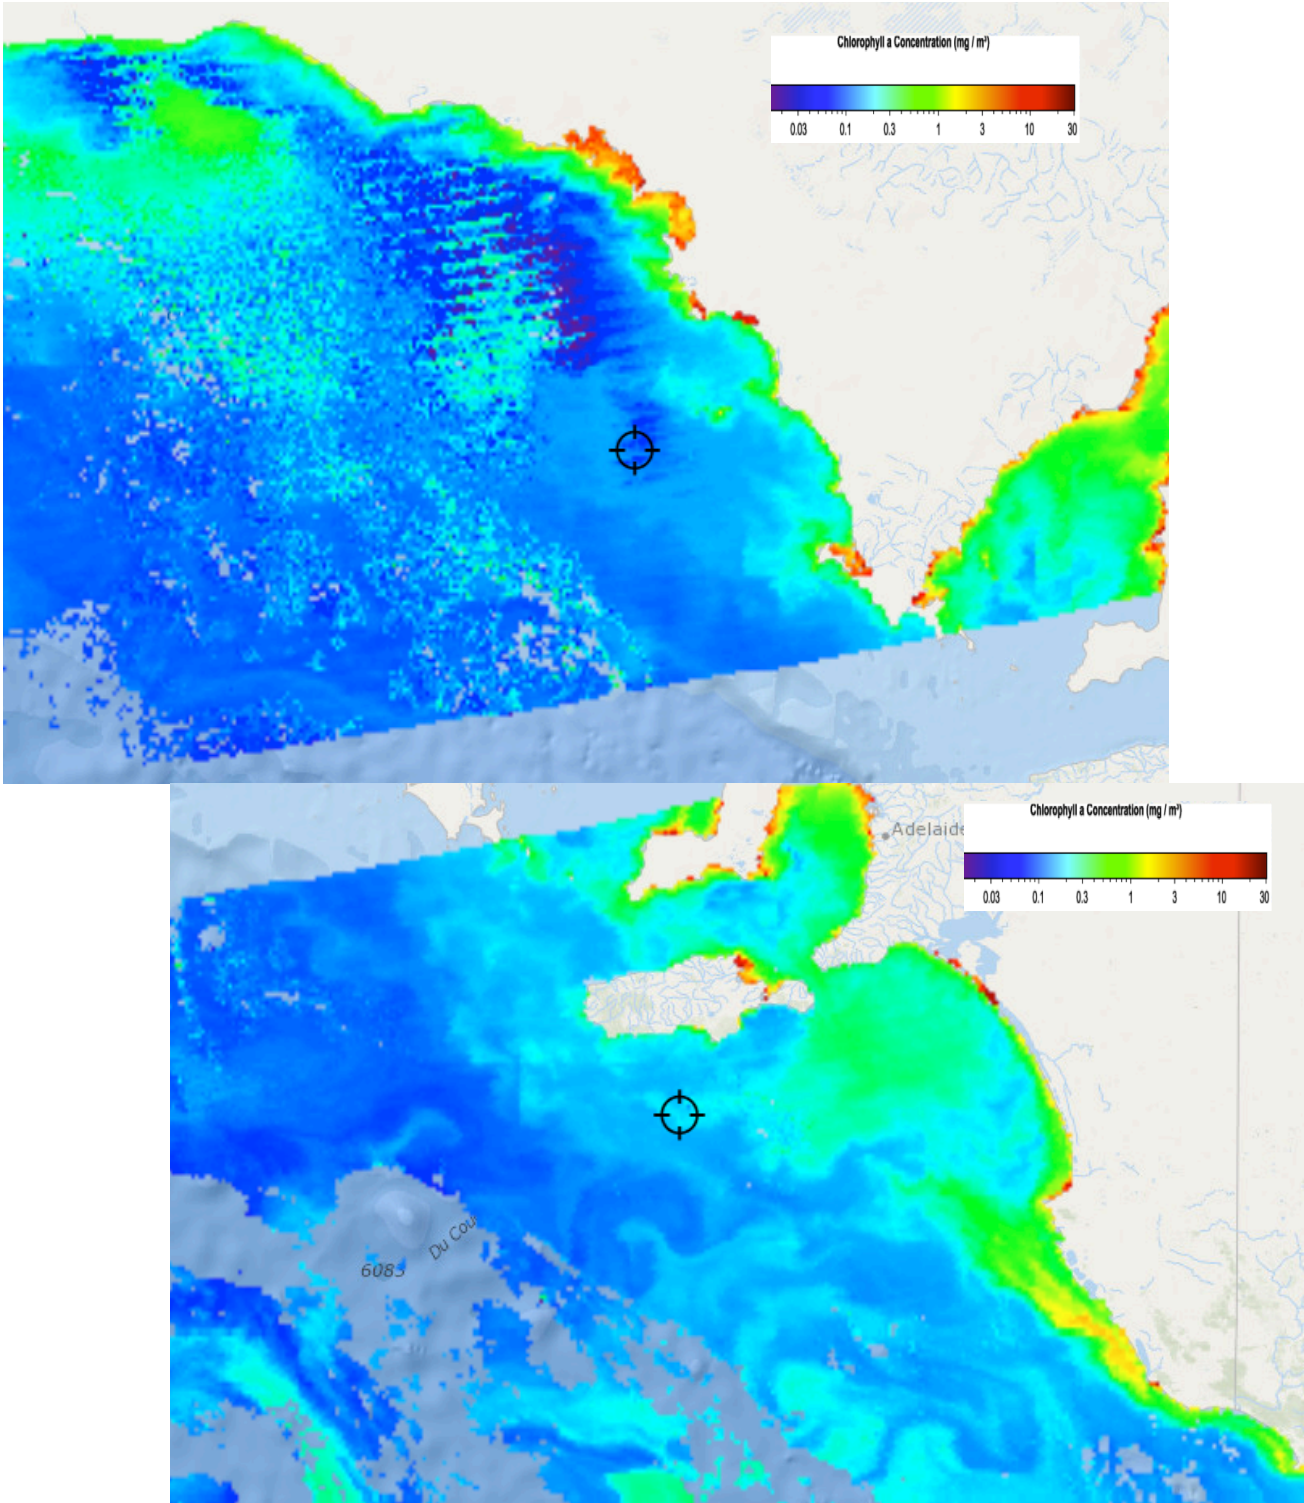 Chlorophyll a Concentration (mg / m³)
0.03 0.1 0.3 1 3 10 30
Chlorophyll a Concentration (mg / m³)
Adelaide
0.03 0.1 0.3 1 3 10 30
Du Cou
6085